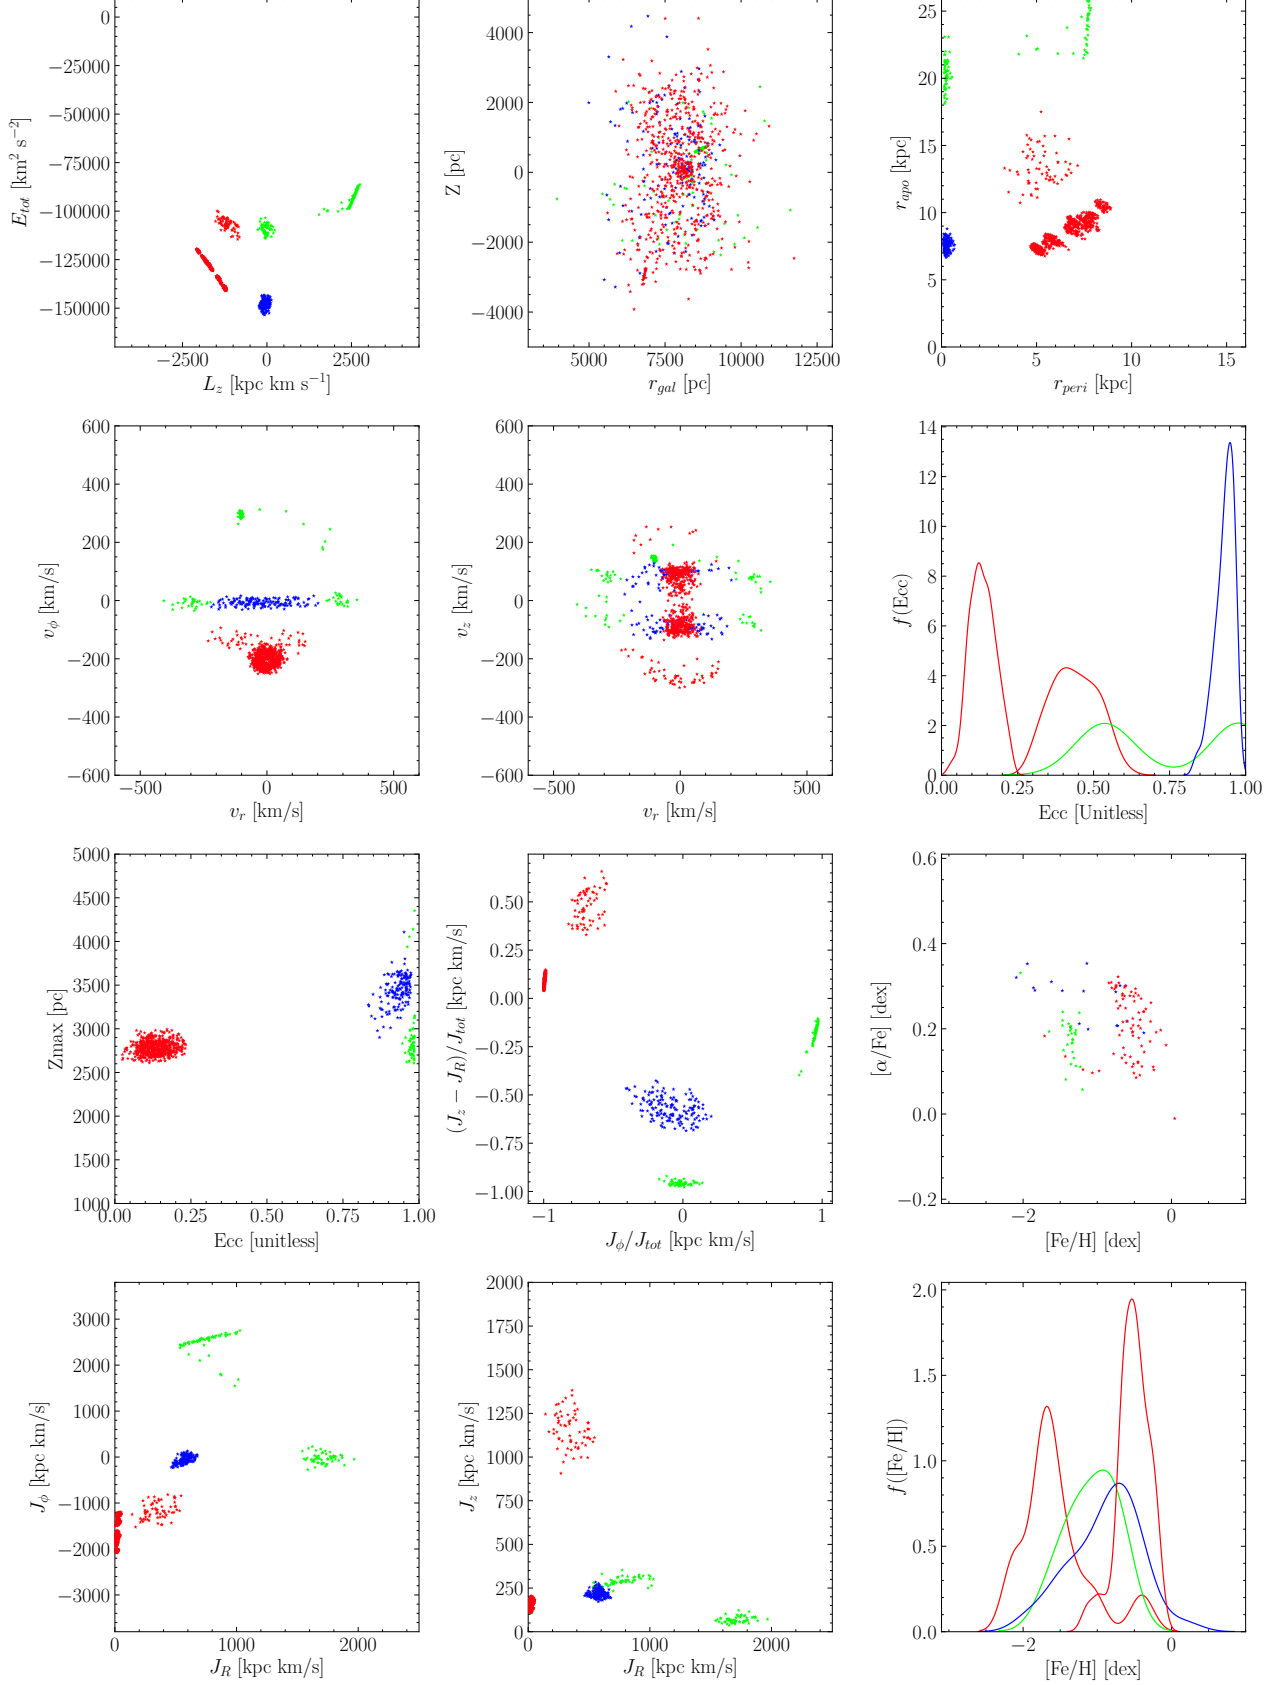 0
−25000
−50000
−75000
−100000
−125000
−150000
−2500 0 2500
E_tot [km² s⁻²]
L_z [kpc km s⁻¹]
4000
2000
0
−2000
−4000
5000 7500 10000 12500
Z [pc]
r_gal [pc]
25
20
15
10
5
0
0 5 10 15
r_apo [kpc]
r_peri [kpc]
600
400
200
0
−200
−400
−600
−500 0 500
v_ϕ [km/s]
v_r [km/s]
600
400
200
0
−200
−400
−600
−500 0 500
v_z [km/s]
v_r [km/s]
14
12
10
8
6
4
2
0
0.00 0.25 0.50 0.75 1.00
f(Ecc)
Ecc [Unitless]
5000
4500
4000
3500
3000
2500
2000
1500
1000
0.00 0.25 0.50 0.75 1.00
Zmax [pc]
Ecc [unitless]
0.50
0.25
0.00
−0.25
−0.50
−0.75
−1.00
−1 0 1
(J_z − J_R)/J_tot [kpc km/s]
J_ϕ/J_tot [kpc km/s]
0.6
0.4
0.2
0.0
−0.2
−2 0
[α/Fe] [dex]
[Fe/H] [dex]
3000
2000
1000
0
−1000
−2000
−3000
0 1000 2000
J_ϕ [kpc km/s]
J_R [kpc km/s]
2000
1750
1500
1250
1000
750
500
250
0
0 1000 2000
J_z [kpc km/s]
J_R [kpc km/s]
2.0
1.5
1.0
0.5
0.0
−2 0
f([Fe/H])
[Fe/H] [dex]